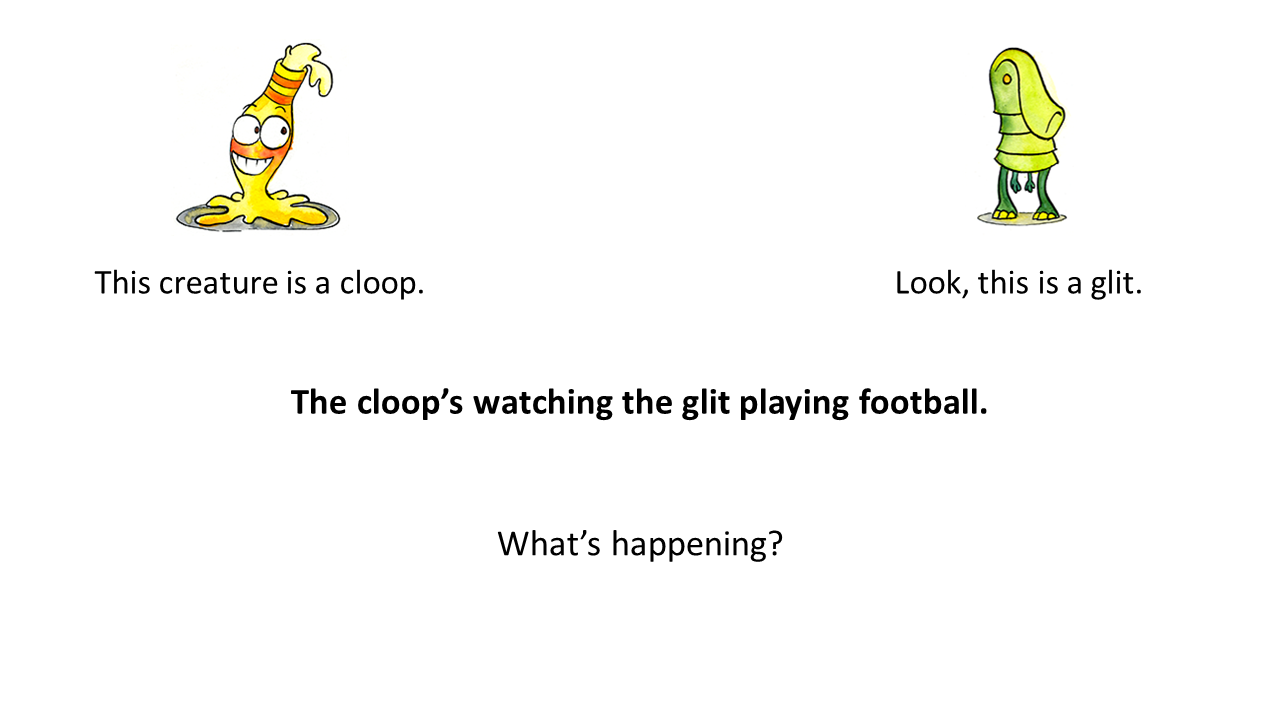 This creature is a cloop.
Look, this is a glit.
The cloop’s watching the glit playing football.
What’s happening?